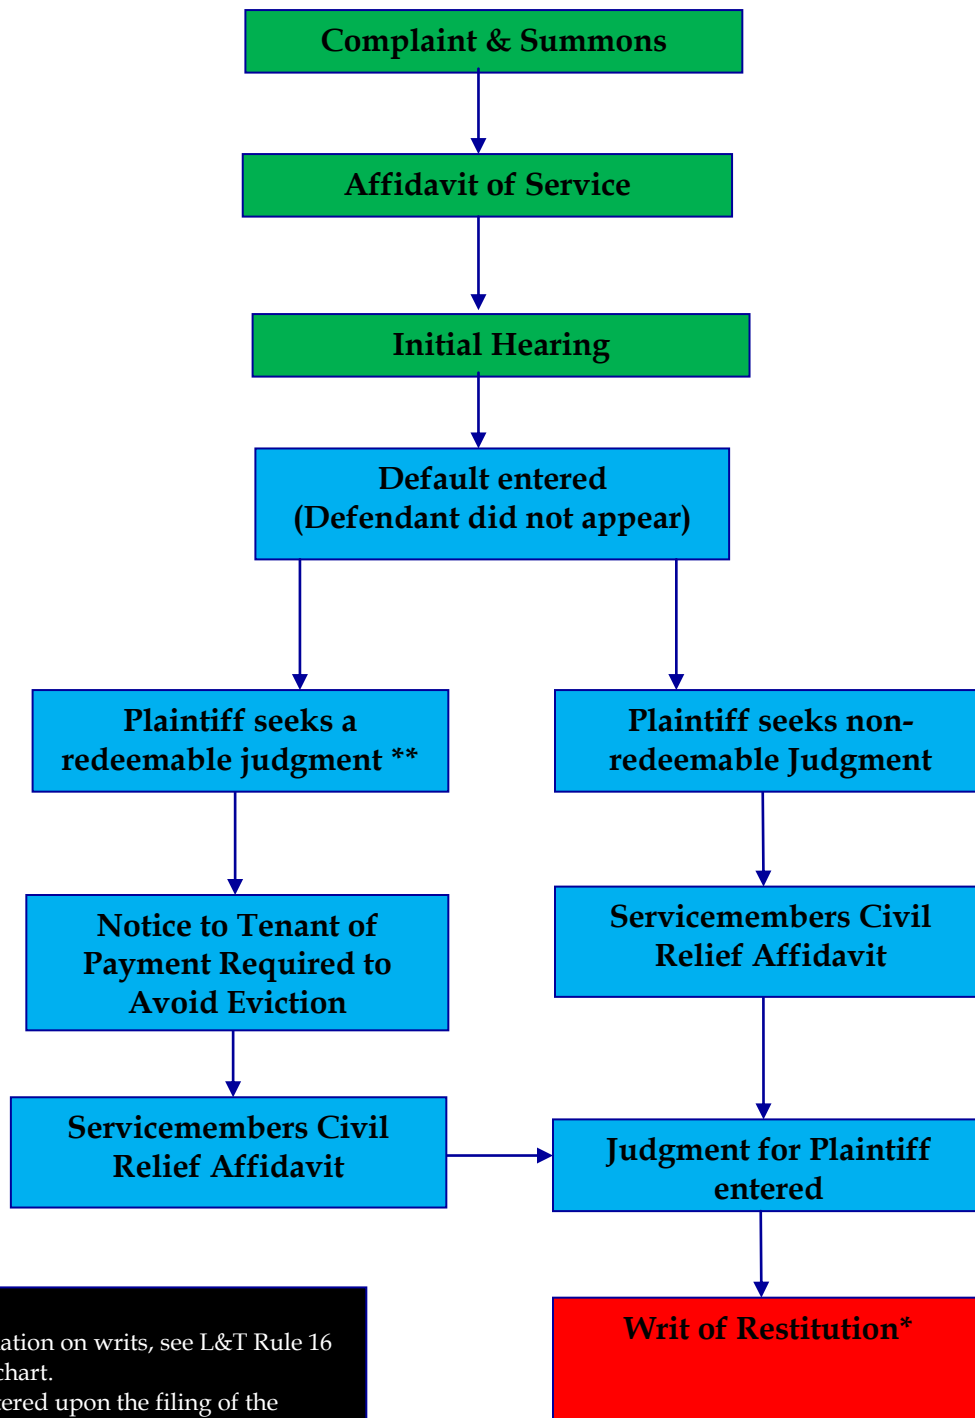 Complaint & Summons
Affidavit of Service
Initial Hearing
Default entered
(Defendant did not appear)
Plaintiff seeks a
redeemable judgment **
Plaintiff seeks non-
redeemable Judgment
Notice to Tenant of
Payment Required to
Avoid Eviction
Servicemembers Civil
Relief Affidavit
Servicemembers Civil
Relief Affidavit
Judgment for Plaintiff
entered
on writs, see L&T Rule 16
chart.
upon the filing of the
Writ of Restitution*